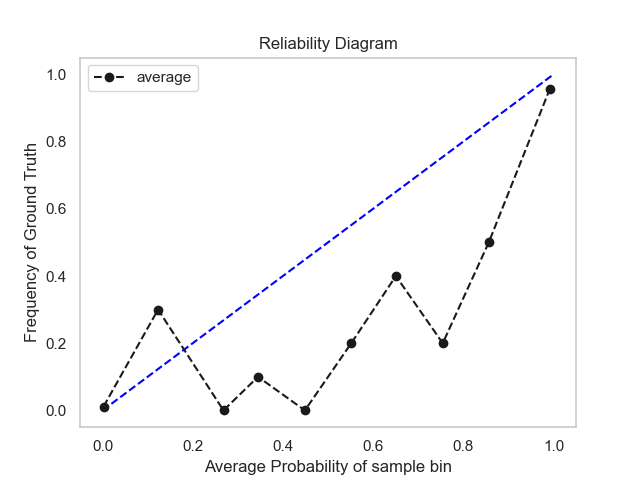 Reliability Diagram
average
Frequency of Ground Truth
1.0
0.8
0.6
0.4
0.2
0.0
0.0 0.2 0.4 0.6 0.8 1.0
Average Probability of sample bin